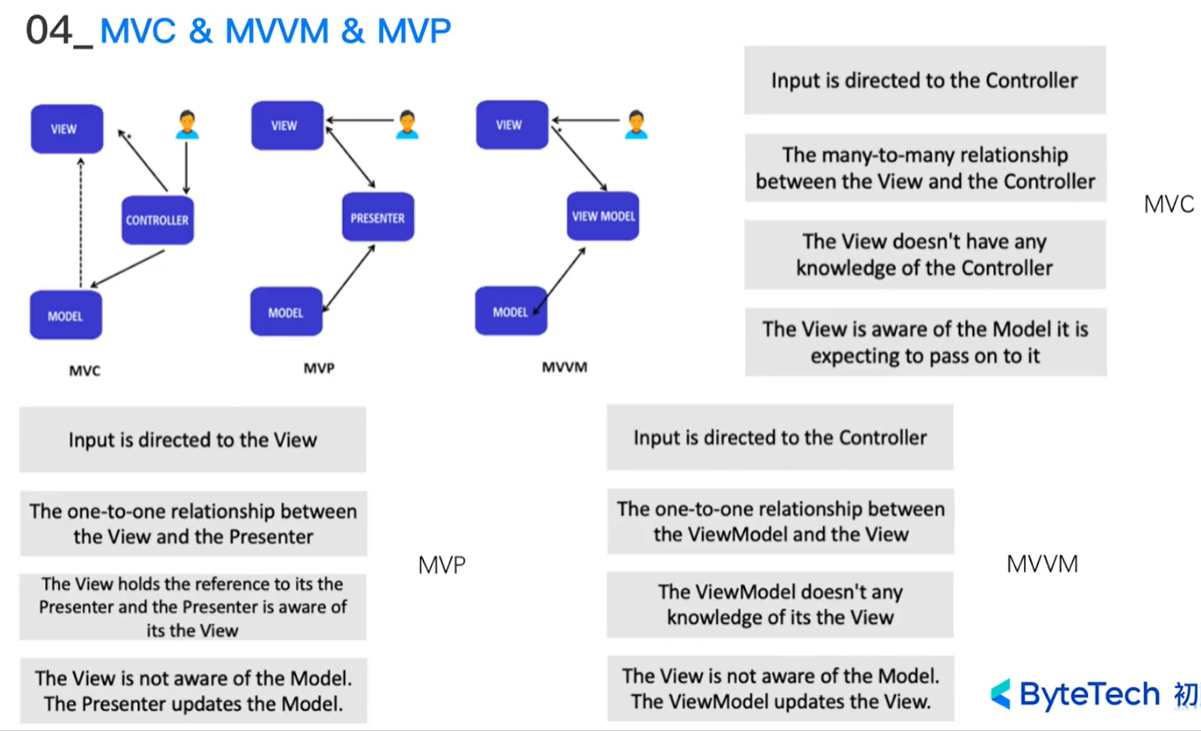 04_ MVC & MVVM & MVP
VIEW
CONTROLLER
MODEL
MVC
VIEW
PRESENTER
MODEL
MVP
VIEW
VIEW MODEL
MODEL
MVVM
Input is directed to the Controller
The many-to-many relationship
between the View and the Controller
The View doesn't have any
knowledge of the Controller
The View is aware of the Model it is
expecting to pass on to it
MVC
Input is directed to the View
The one-to-one relationship between
the View and the Presenter
The View holds the reference to its the
Presenter and the Presenter is aware of
its the View
The View is not aware of the Model.
The Presenter updates the Model.
MVP
Input is directed to the Controller
The one-to-one relationship between
the ViewModel and the View
The ViewModel doesn't any
knowledge of its the View
The View is not aware of the Model.
The ViewModel updates the View.
MVVM
ByteTech 初